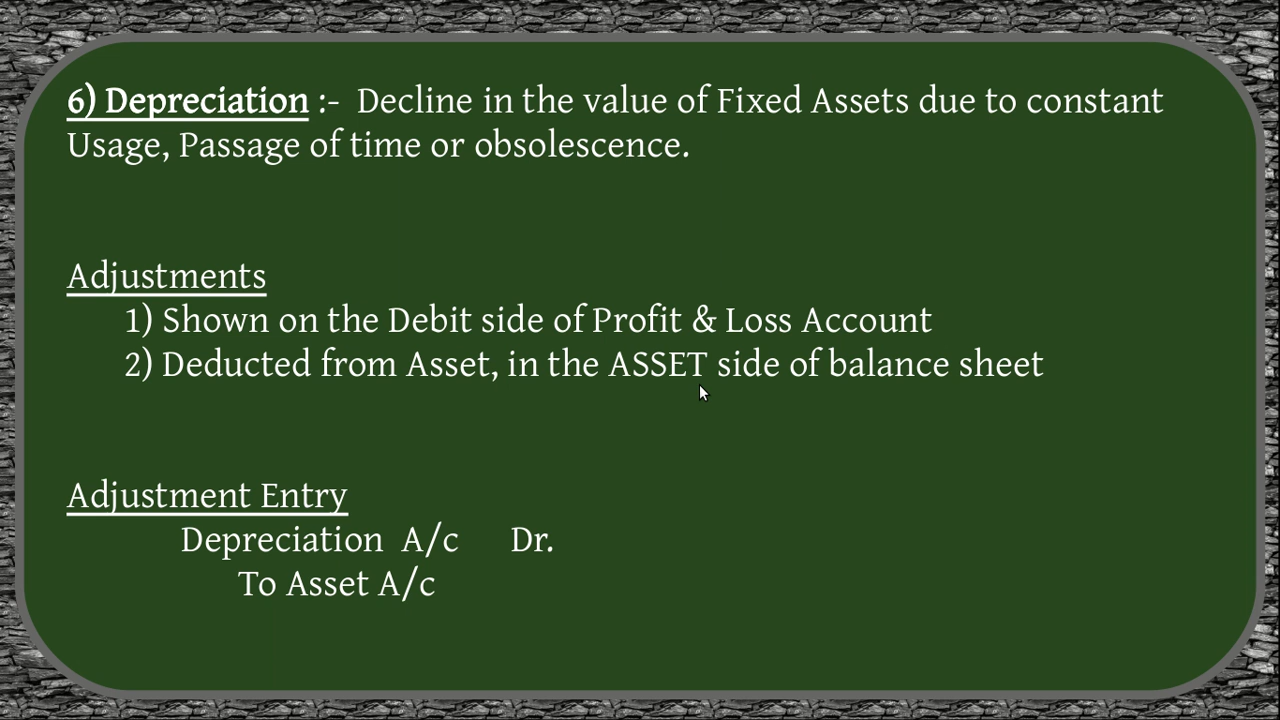 6) Depreciation :- Decline in the value of Fixed Assets due to constant
Usage, Passage of time or obsolescence.
Adjustments
1) Shown on the Debit side of Profit & Loss Account
2) Deducted from Asset, in the ASSET side of balance sheet
Adjustment Entry
Depreciation A/c Dr.
To Asset A/c